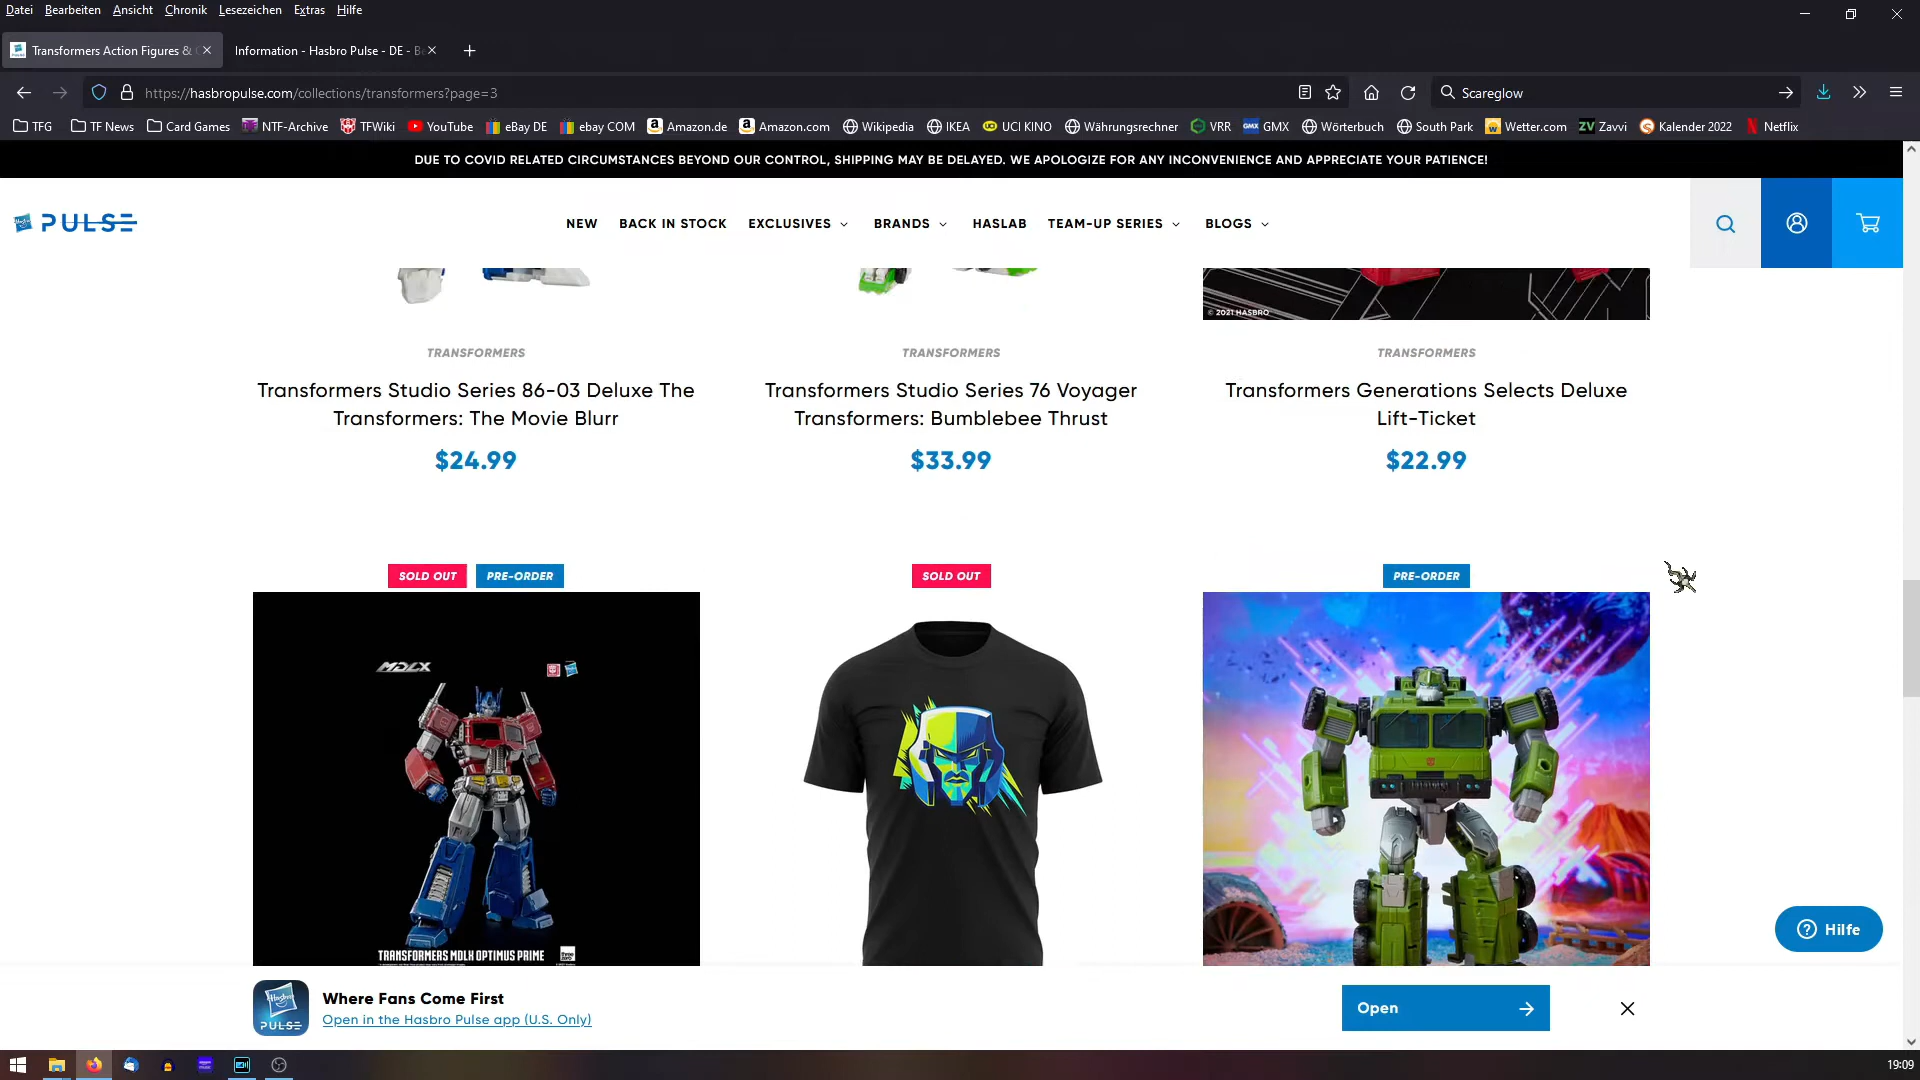 Datei Bearbeiten Ansicht Chronik Lesezeichen Extras Hilfe
Transformers Action Figures &
Information - Hasbro Pulse - DE - Be
https://hasbropulse.com/collections/transformers?page=3
Scareglow
TFG TF News Card Games NTF-Archive TFWiki YouTube eBay DE ebay COM Amazon.de Amazon.com Wikipedia IKEA UCI KINO Währungsrechner VRR GMX GMX Wörterbuch South Park Wetter.com ZV Zavvi Kalender 2022 Netflix
DUE TO COVID RELATED CIRCUMSTANCES BEYOND OUR CONTROL, SHIPPING MAY BE DELAYED. WE APOLOGIZE FOR ANY INCONVENIENCE AND APPRECIATE YOUR PATIENCE!
PULSE NEW BACK IN STOCK EXCLUSIVES BRANDS HASLAB TEAM-UP SERIES BLOGS
© 2021 HASBRO
TRANSFORMERS
Transformers Studio Series 86-03 Deluxe The
Transformers: The Movie Blurr
$24.99
TRANSFORMERS
Transformers Studio Series 76 Voyager
Transformers: Bumblebee Thrust
$33.99
TRANSFORMERS
Transformers Generations Selects Deluxe
Lift-Ticket
$22.99
SOLD OUT PRE-ORDER
SOLD OUT
PRE-ORDER
MDLX
TRANSFORMERS MDLX OPTIMUS PRIME
Hilfe
Hasbro
PULSE
Where Fans Come First
Open in the Hasbro Pulse app (U.S. Only)
Open
19:09